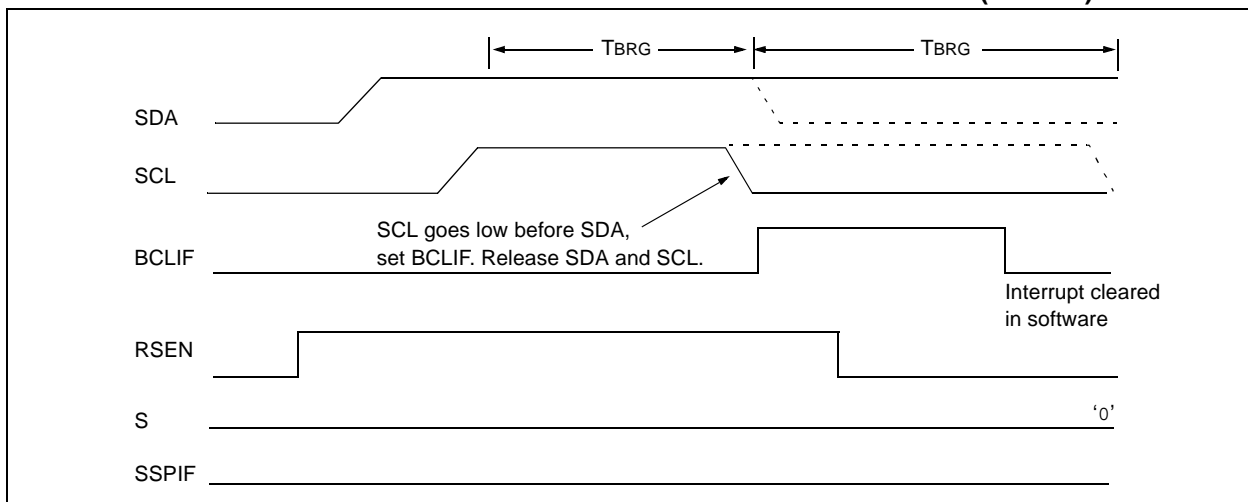 TBRG TBRG
SDA
SCL
SCL goes low before SDA,
set BCLIF. Release SDA and SCL.
BCLIF
Interrupt cleared
in software
RSEN
S
‘0’
SSPIF